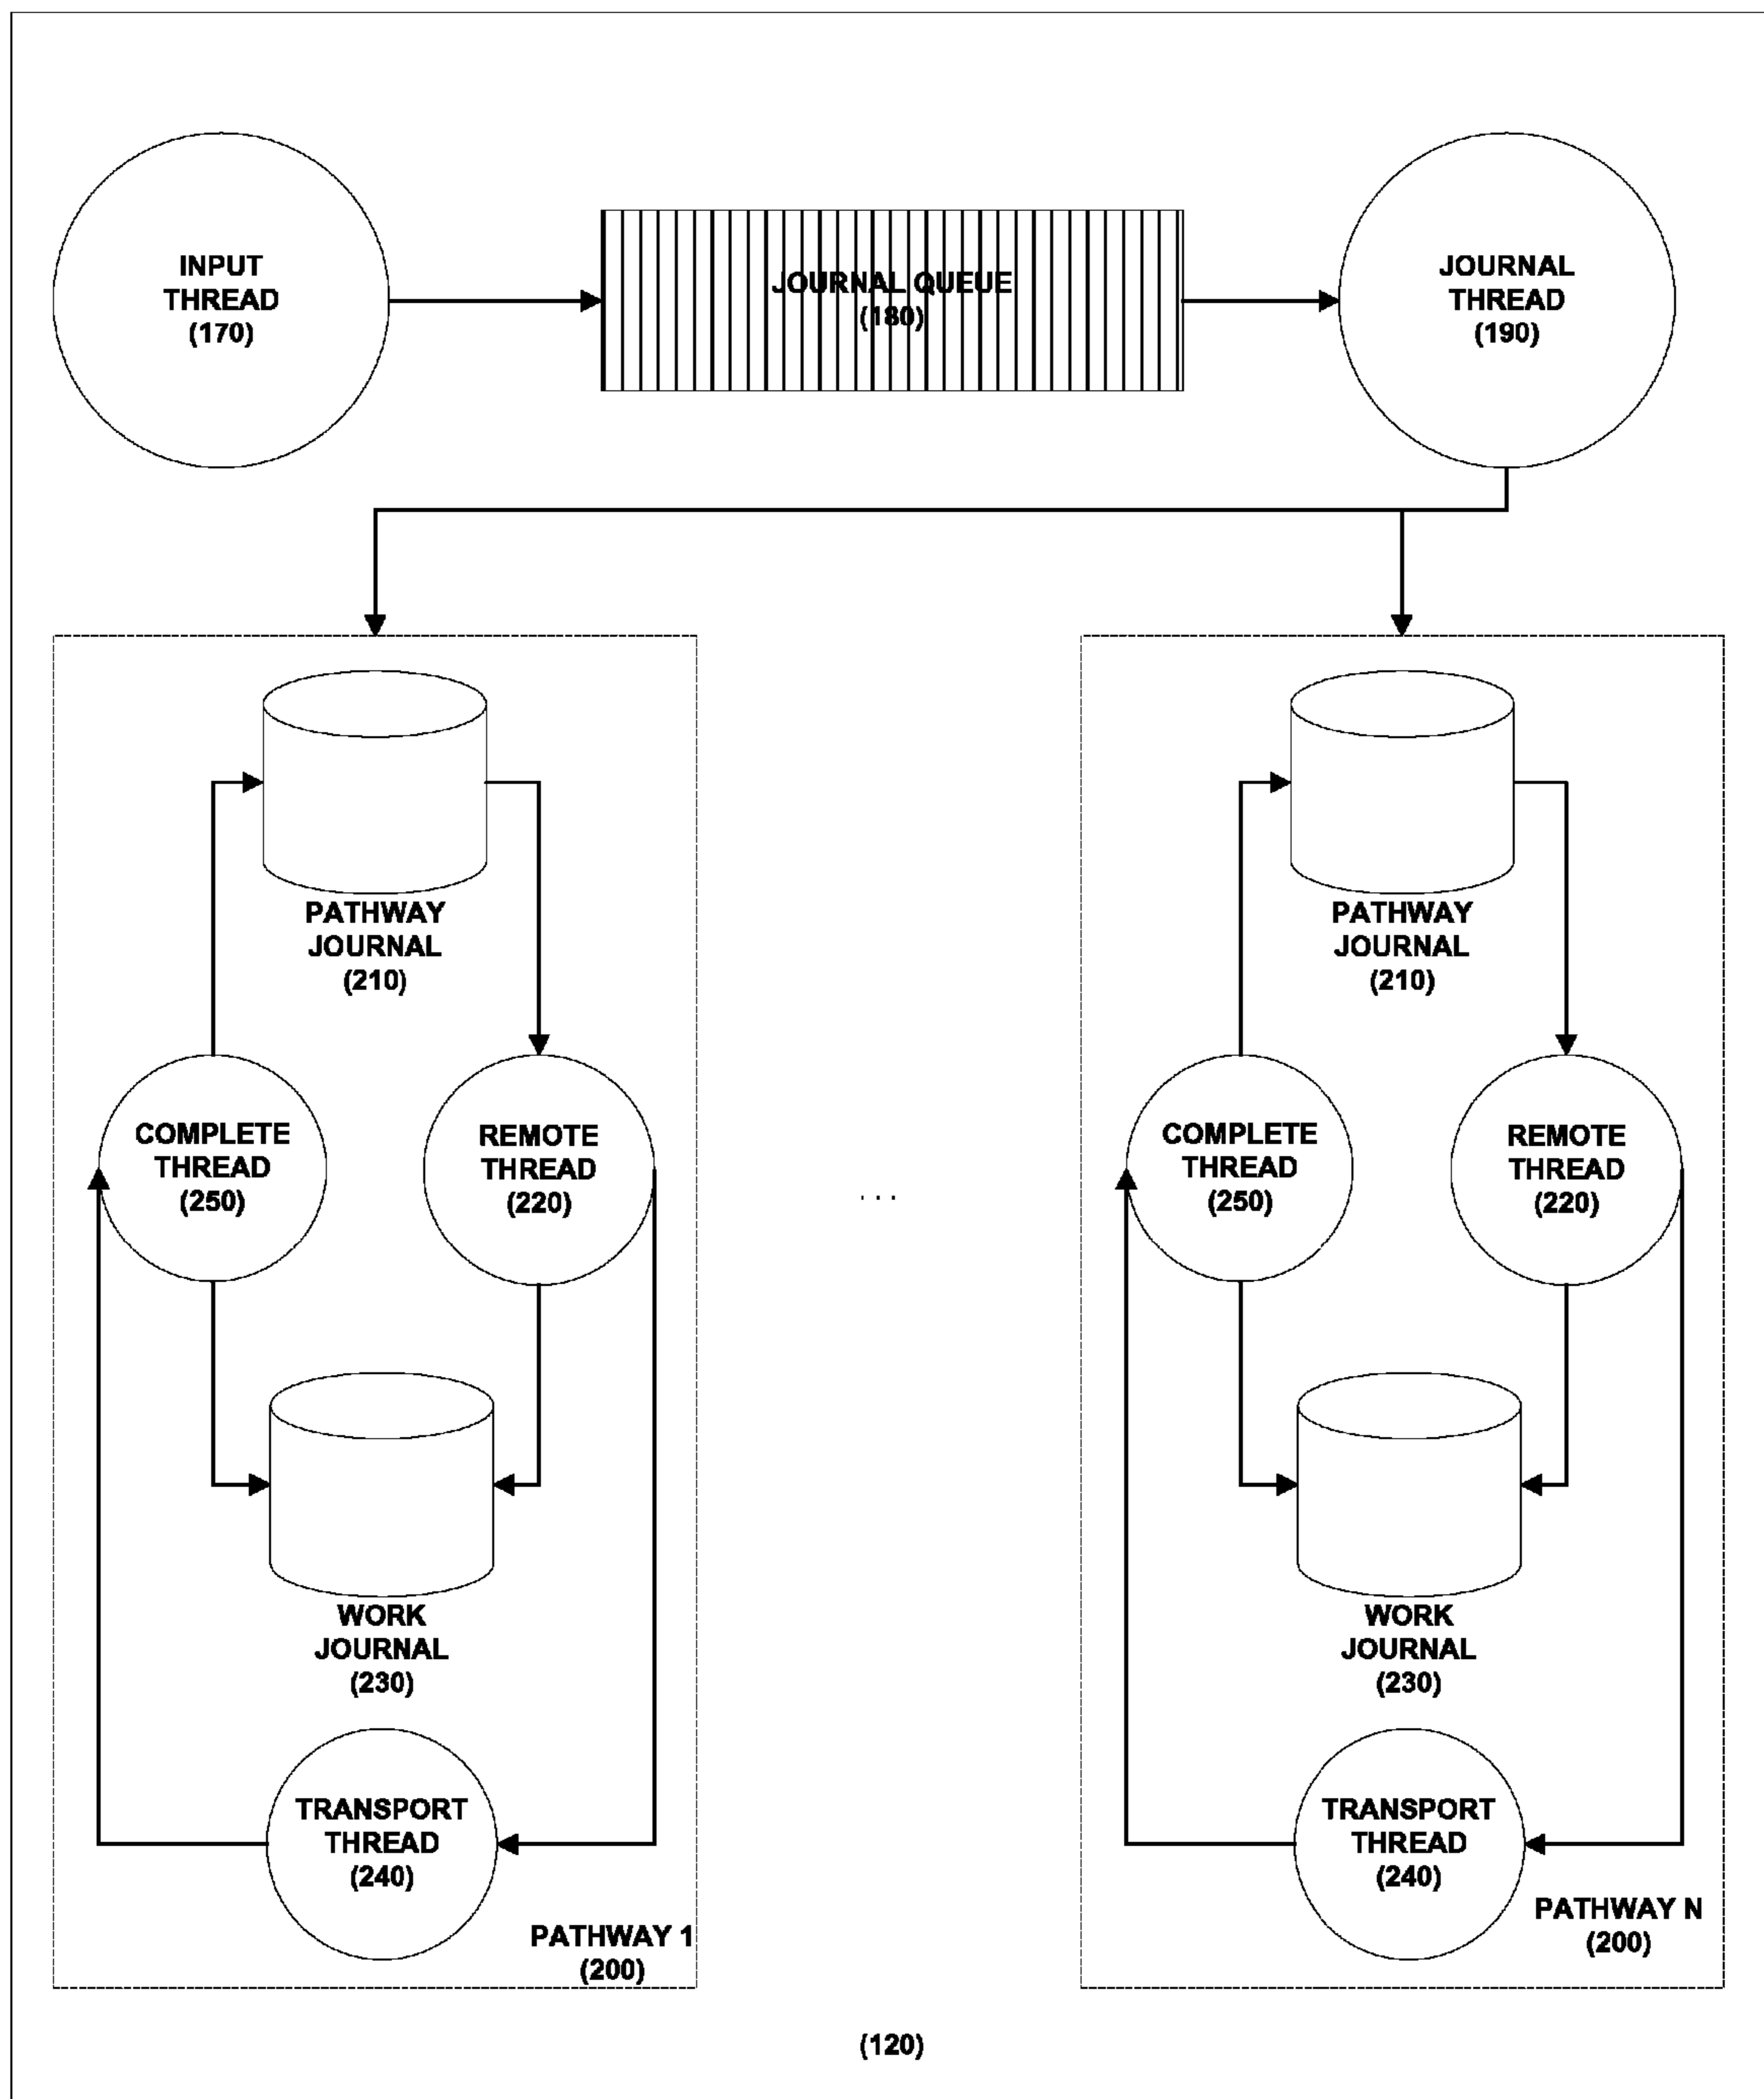 INPUT
THREAD
(170)
JOURNAL QUEUE
(180)
JOURNAL
THREAD
(190)
PATHWAY
JOURNAL
(210)
COMPLETE
THREAD
(250)
REMOTE
THREAD
(220)
WORK
JOURNAL
(230)
TRANSPORT
THREAD
(240)
PATHWAY 1
(200)
. . .
PATHWAY
JOURNAL
(210)
COMPLETE
THREAD
(250)
REMOTE
THREAD
(220)
WORK
JOURNAL
(230)
TRANSPORT
THREAD
(240)
PATHWAY N
(200)
(120)